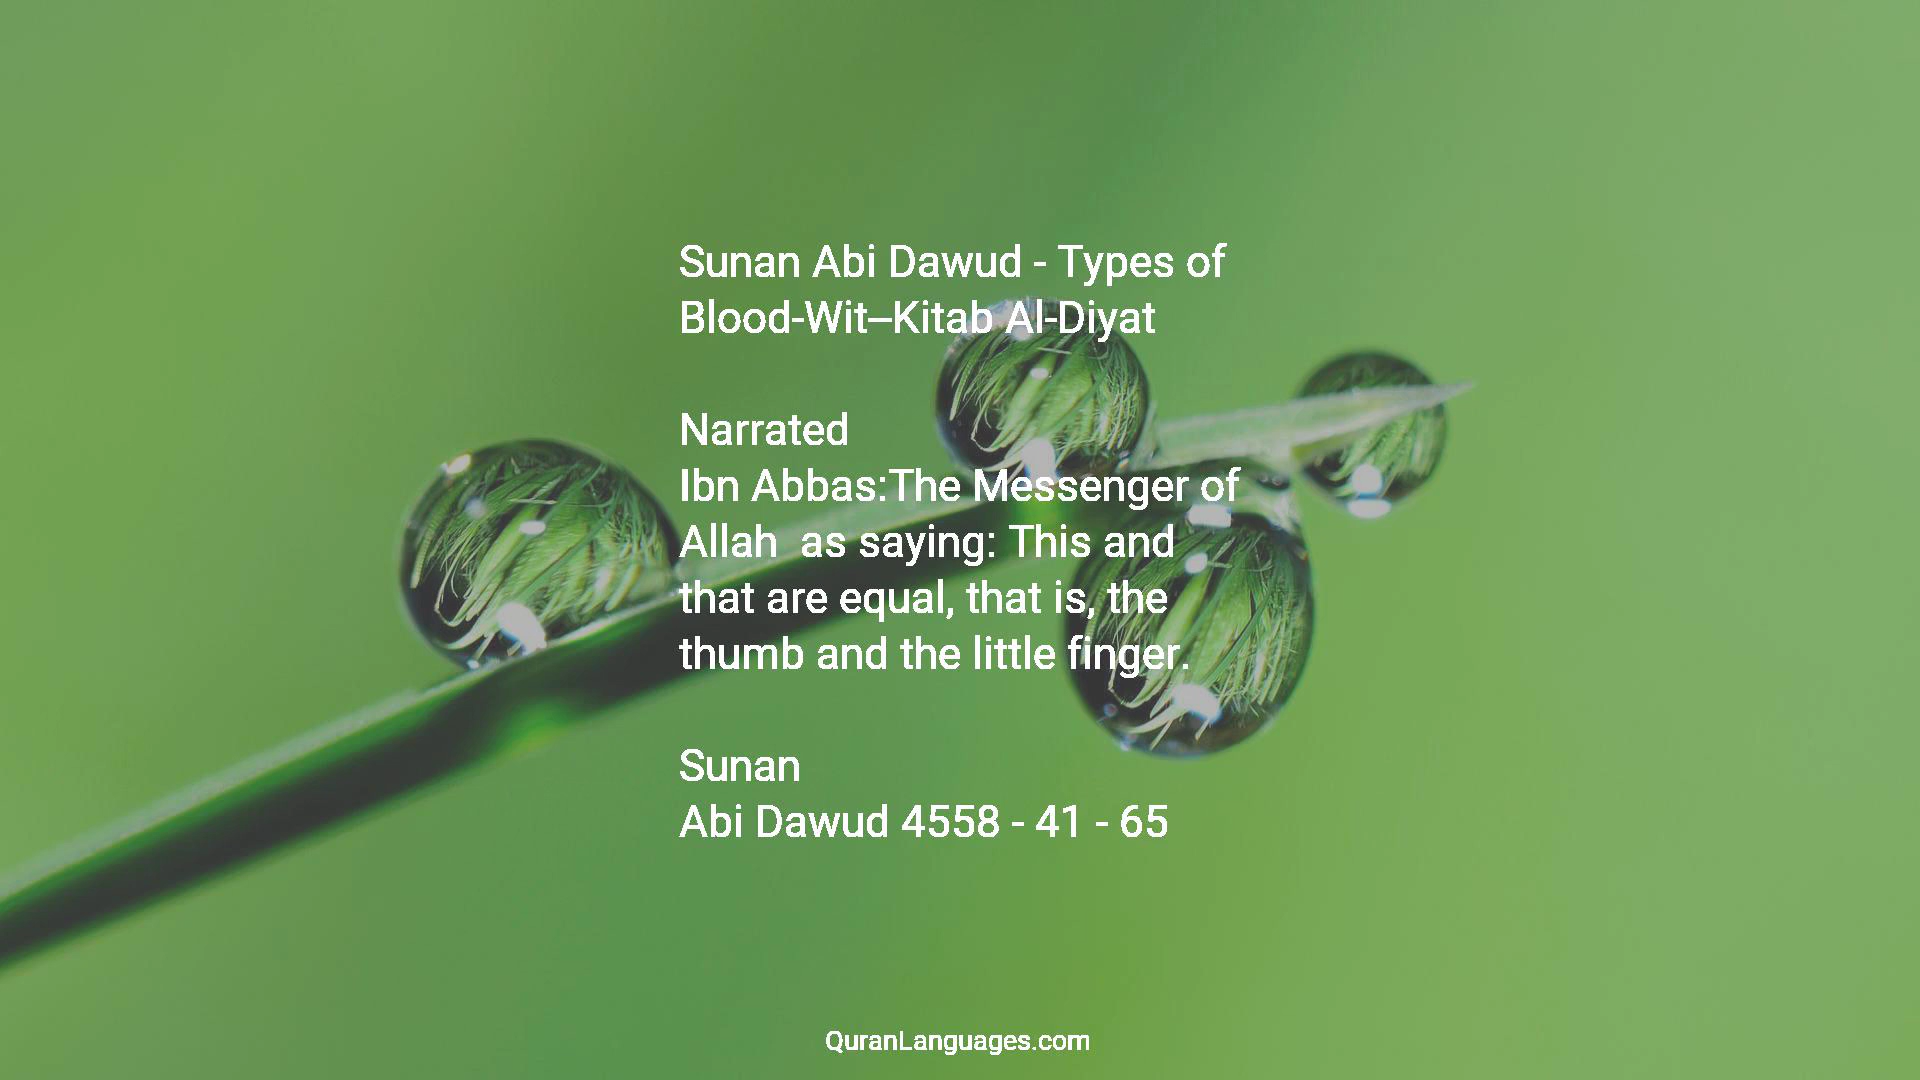 Sunan Abi Dawud - Types of
Blood-Wit–Kitab Al-Diyat
Narrated
Ibn Abbas:The Messenger of
Allah  as saying: This and
that are equal, that is, the
thumb and the little finger.
Sunan
Abi Dawud 4558 - 41 - 65
QuranLanguages.com